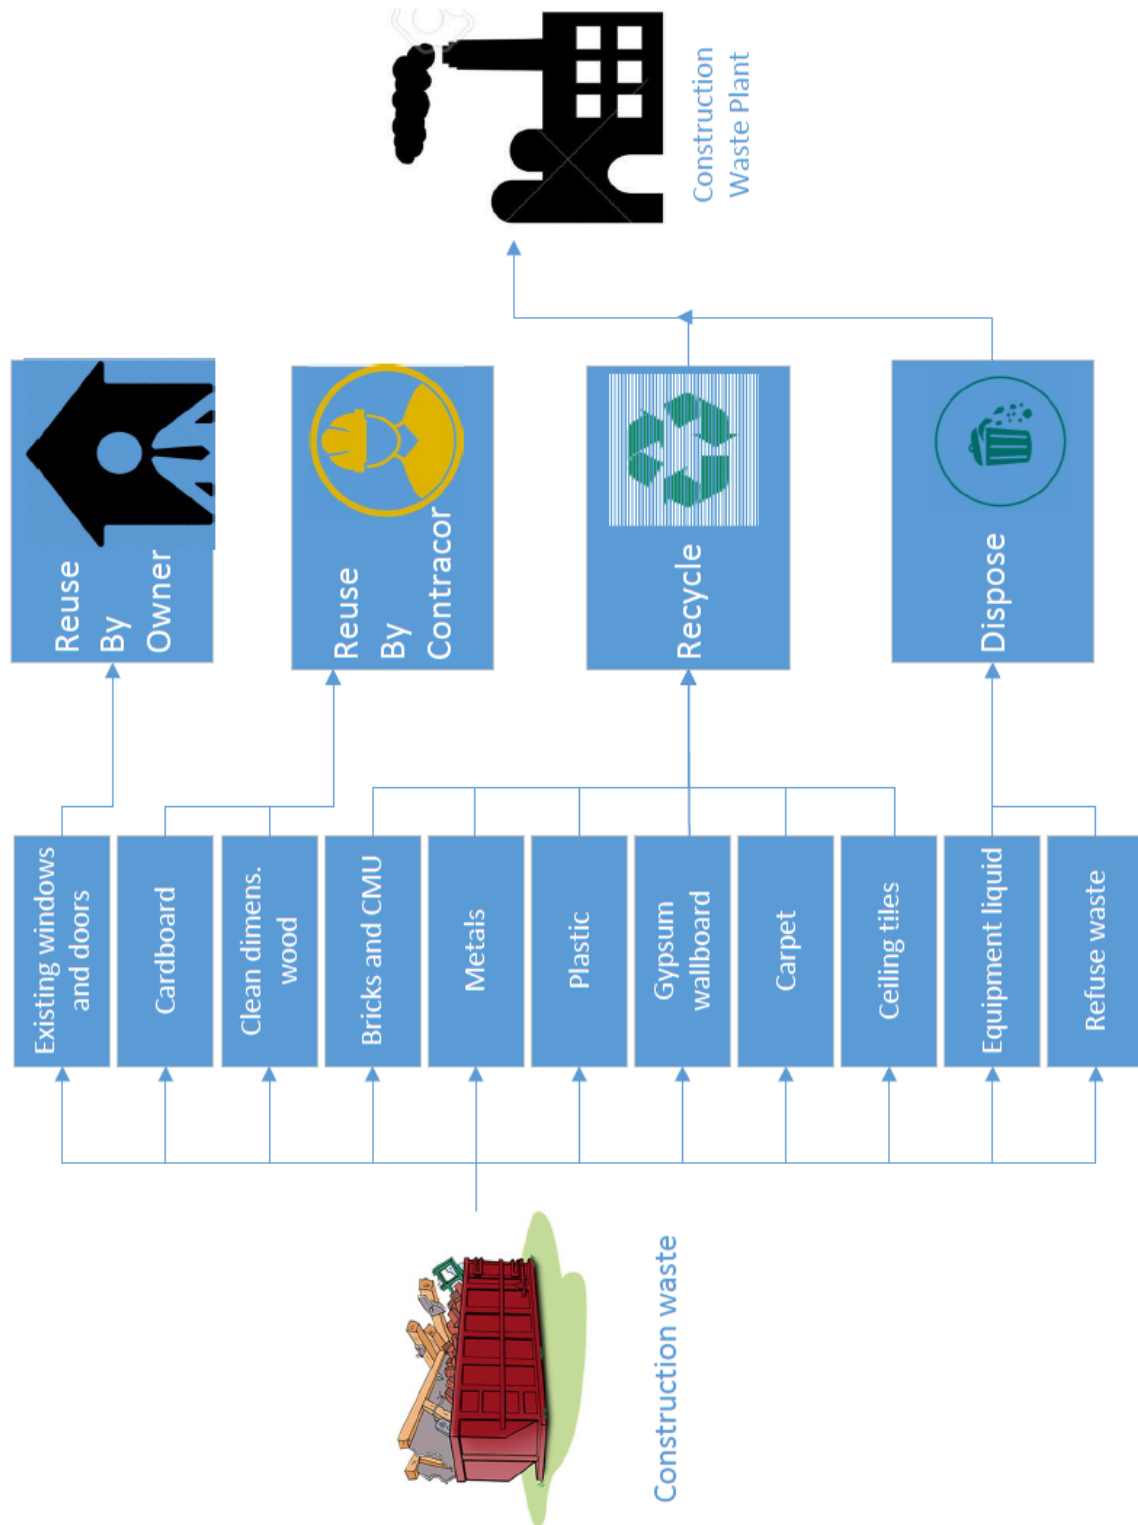 Construction waste
Existing windows
and doors
Cardboard
Clean dimens.
wood
Bricks and CMU
Metals
Plastic
Gypsum
wallboard
Carpet
Ceiling tiles
Equipment liquid
Refuse waste
Reuse
By
Owner
Reuse
By
Contracor
Recycle
Dispose
Construction
Waste Plant